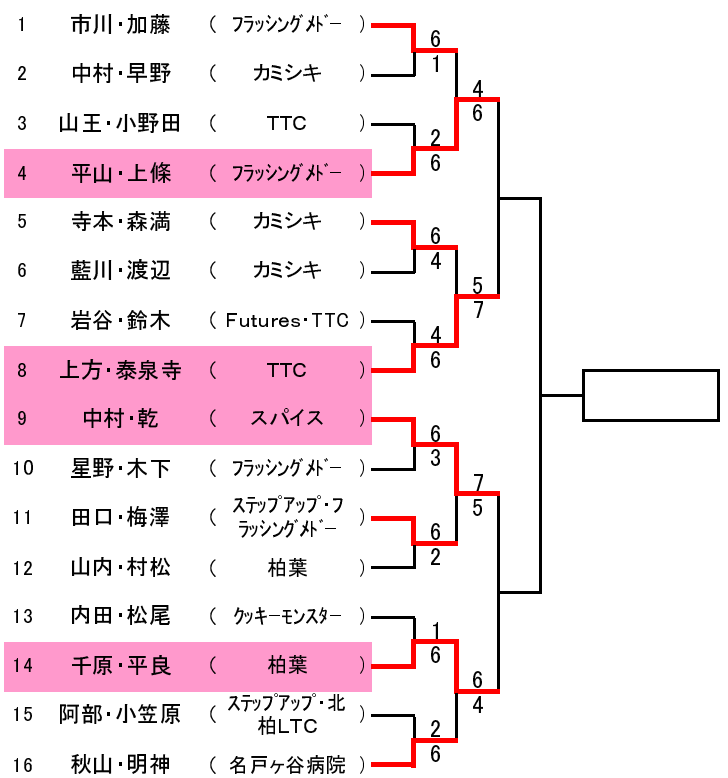 1 市川・加藤 ( フラッシングメドー )
2 中村・早野 ( カミシキ )
3 山王・小野田 ( TTC )
4 平山・上條 ( フラッシングメドー )
5 寺本・森満 ( カミシキ )
6 藍川・渡辺 ( カミシキ )
7 岩谷・鈴木 ( Futures・TTC )
8 上方・泰泉寺 ( TTC )
9 中村・乾 ( スパイス )
10 星野・木下 ( フラッシングメドー )
11 田口・梅澤 ( ステップアップ・フ
ラッシングメドー )
12 山内・村松 ( 柏葉 )
13 内田・松尾 ( クッキーモンスター )
14 千原・平良 ( 柏葉 )
15 阿部・小笠原 ( ステップアップ・北
柏LTC )
16 秋山・明神 ( 名戸ヶ谷病院 )
6
1
2
6
6
4
4
6
6
3
6
2
1
6
2
6
4
6
5
7
7
5
6
4